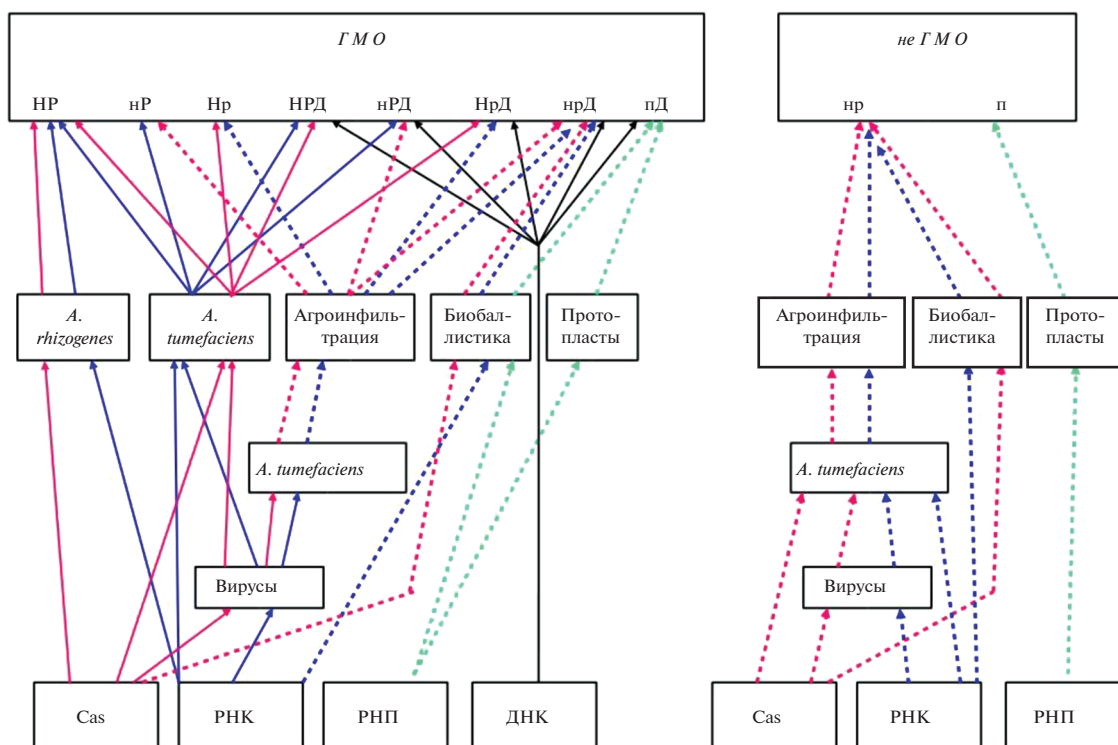 Г М О
НР нР Нр НРД нРД НрД нрД пД
A.
rhizogenes
A.
tumefaciens
Агроинфиль-
трация
Биобал-
листика
Прото-
пласты
A. tumefaciens
Вирусы
Cas
РНК
РНП
ДНК
не Г М О
нр п
Агроинфиль-
трация
Биобал-
листика
Прото-
пласты
A. tumefaciens
Вирусы
Cas
РНК
РНП